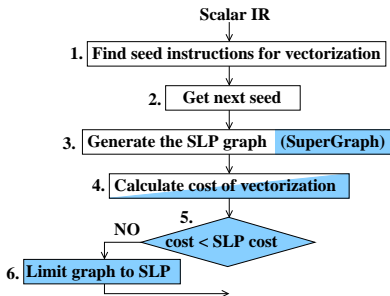 Scalar IR
1. Find seed instructions for vectorization
2. Get next seed
3. Generate the SLP graph (SuperGraph)
4. Calculate cost of vectorization
5.
NO
cost < SLP cost
6. Limit graph to SLP